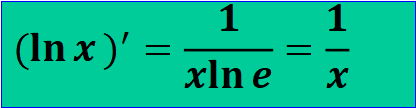 (ln x)′ = 1/(x ln e) = 1/x